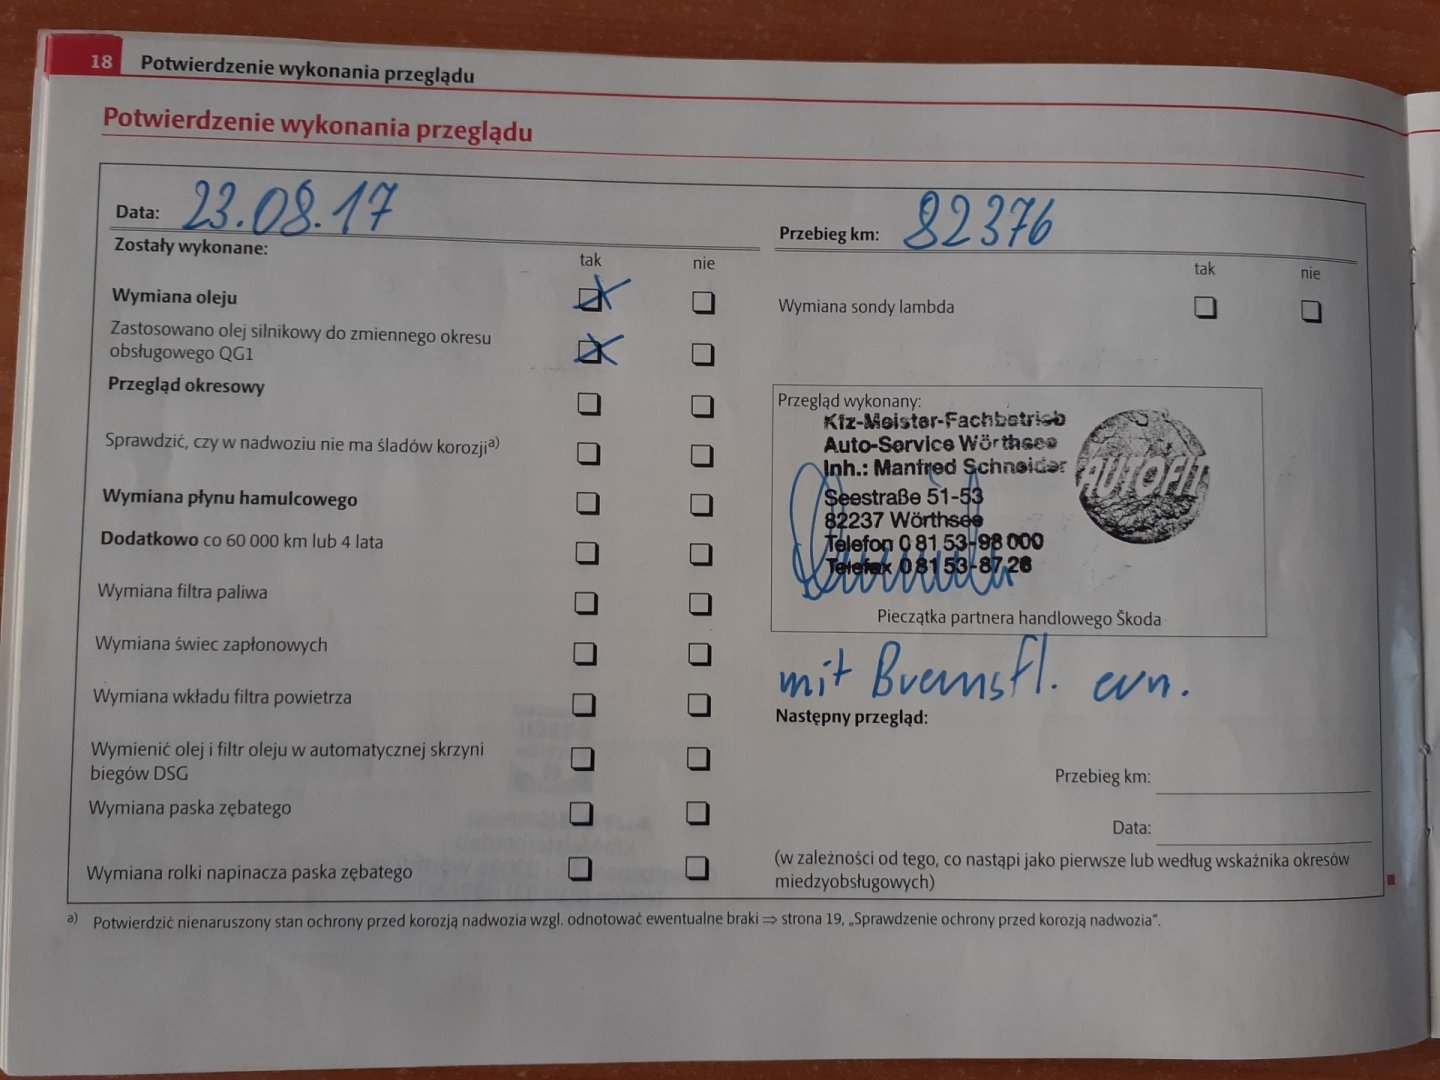 18 Potwierdzenie wykonania przeglądu
Potwierdzenie wykonania przeglądu
Data: 23.08.17
Zostały wykonane:
tak nie
Wymiana oleju
Zastosowano olej silnikowy do zmiennego okresu
obsługowego QG1
Przegląd okresowy
Sprawdzić, czy w nadwoziu nie ma śladów korozjia)
Wymiana płynu hamulcowego
Dodatkowo co 60 000 km lub 4 lata
Wymiana filtra paliwa
Wymiana świec zapłonowych
Wymiana wkładu filtra powietrza
Wymienić olej i filtr oleju w automatycznej skrzyni
biegów DSG
Wymiana paska zębatego
Wymiana rolki napinacza paska zębatego
Przebieg km: 82376
tak nie
Wymiana sondy lambda
Przegląd wykonany:
Kfz-Meister-Fachbetrieb
Auto-Service Wörthsee
Inh.: Manfred Schneider
Seestraße 51-53
82237 Wörthsee
Telefon 0 81 53-98 000
Telefax 0 81 53-87 28
AUTOFIT
Pieczątka partnera handlowego Škoda
mit Bremsfl. ern.
Następny przegląd:
Przebieg km:
Data:
(w zależności od tego, co nastąpi jako pierwsze lub według wskaźnika okresów
miedzyobsługowych)
a) Potwierdzić nienaruszony stan ochrony przed korozją nadwozia wzgl. odnotować ewentualne braki ⇒ strona 19, „Sprawdzenie ochrony przed korozją nadwozia”.